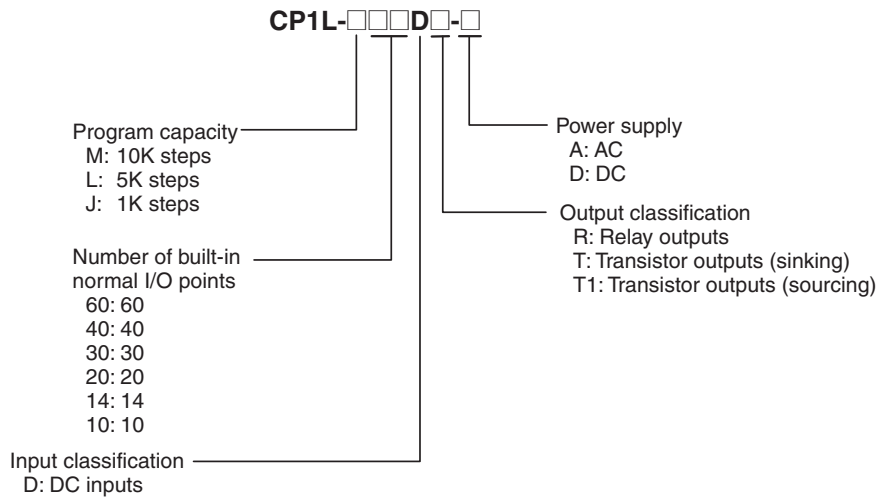 CP1L-□□□D□-□
Program capacity
M: 10K steps
L: 5K steps
J: 1K steps
Number of built-in
normal I/O points
60: 60
40: 40
30: 30
20: 20
14: 14
10: 10
Input classification
D: DC inputs
Power supply
A: AC
D: DC
Output classification
R: Relay outputs
T: Transistor outputs (sinking)
T1: Transistor outputs (sourcing)